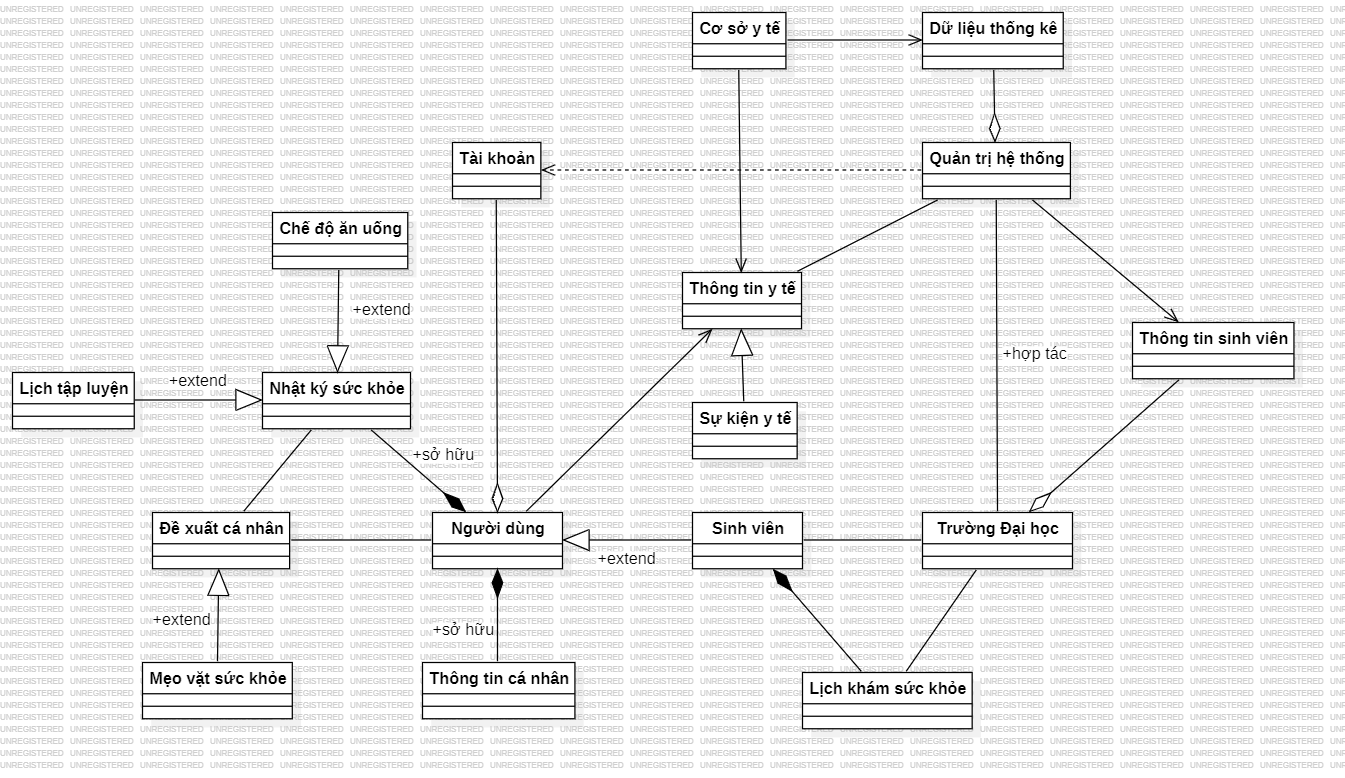 Cơ sở y tế
Dữ liệu thống kê
Tài khoản
Quản trị hệ thống
Chế độ ăn uống
+extend
Thông tin y tế
Thông tin sinh viên
+hợp tác
Lịch tập luyện
+extend
Nhật ký sức khỏe
Sự kiện y tế
+sở hữu
Đề xuất cá nhân
Người dùng
+extend
Sinh viên
Trường Đại học
+extend
+sở hữu
Mẹo vặt sức khỏe
Thông tin cá nhân
Lịch khám sức khỏe
UNREGISTERED